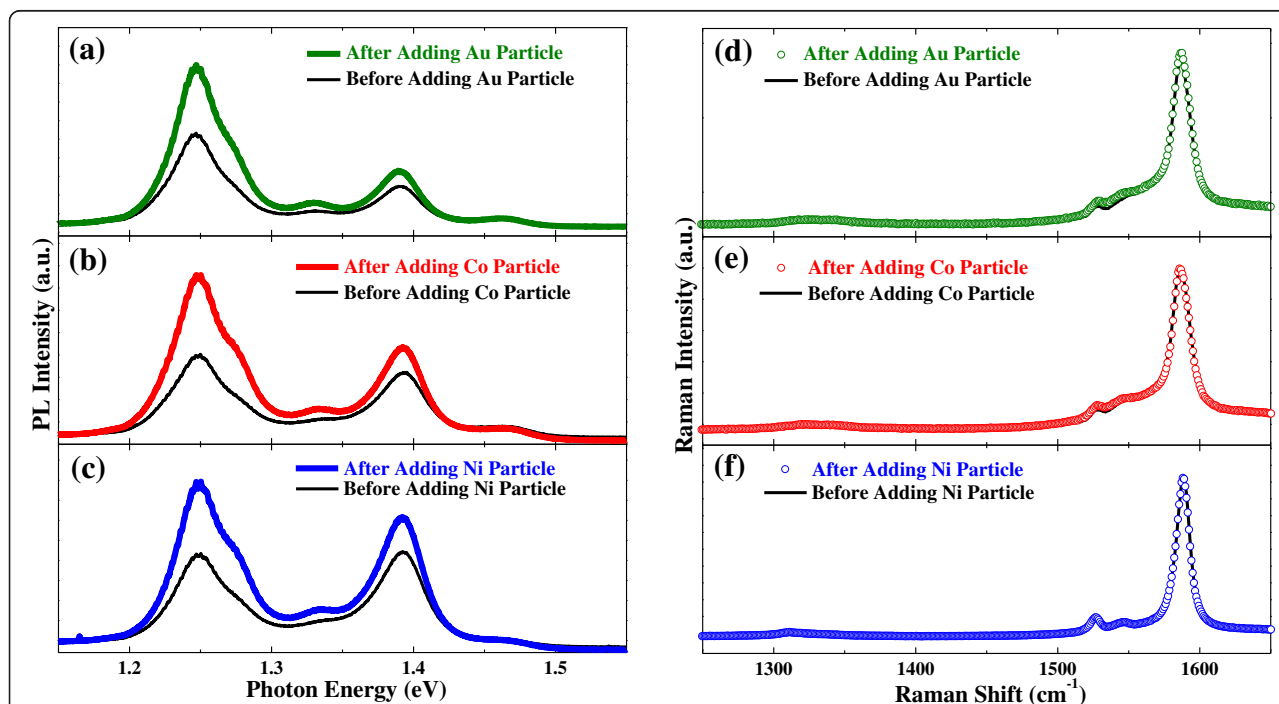 (a)
After Adding Au Particle
Before Adding Au Particle
(b)
After Adding Co Particle
Before Adding Co Particle
(c)
After Adding Ni Particle
Before Adding Ni Particle
PL Intensity (a.u.)
1.2 1.3 1.4 1.5
Photon Energy (eV)
(d)
After Adding Au Particle
Before Adding Au Particle
(e)
After Adding Co Particle
Before Adding Co Particle
(f)
After Adding Ni Particle
Before Adding Ni Particle
Raman Intensity (a.u.)
1300 1400 1500 1600
Raman Shift (cm⁻¹)